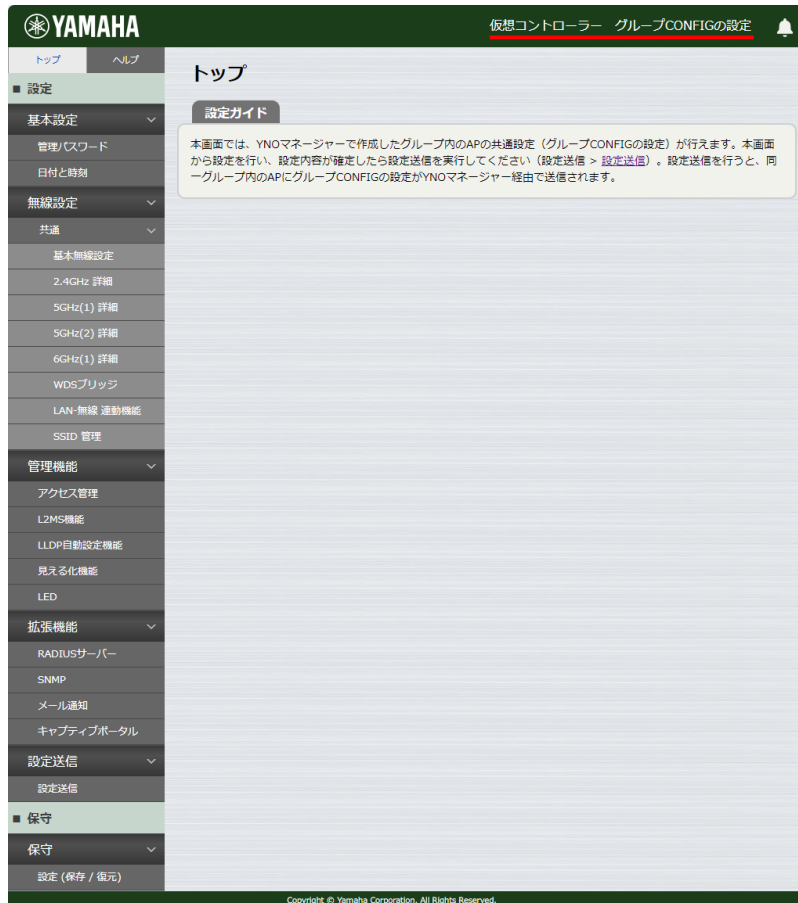 YAMAHA
仮想コントローラー グループCONFIGの設定
トップ
ヘルプ
■ 設定
基本設定
管理パスワード
日付と時刻
無線設定
共通
基本無線設定
2.4GHz 詳細
5GHz(1) 詳細
5GHz(2) 詳細
6GHz(1) 詳細
WDSブリッジ
LAN-無線 連動機能
SSID 管理
管理機能
アクセス管理
L2MS機能
LLDP自動設定機能
見える化機能
LED
拡張機能
RADIUSサーバー
SNMP
メール通知
キャプティブポータル
設定送信
設定送信
■ 保守
保守
設定 (保存 / 復元)
トップ
設定ガイド
本画面では、YNOマネージャーで作成したグループ内のAPの共通設定（グループCONFIGの設定）が行えます。本画面
から設定を行い、設定内容が確定したら設定送信を実行してください（設定送信 > 設定送信）。設定送信を行うと、同
一グループ内のAPにグループCONFIGの設定がYNOマネージャー経由で送信されます。
Copyright © Yamaha Corporation. All Rights Reserved.